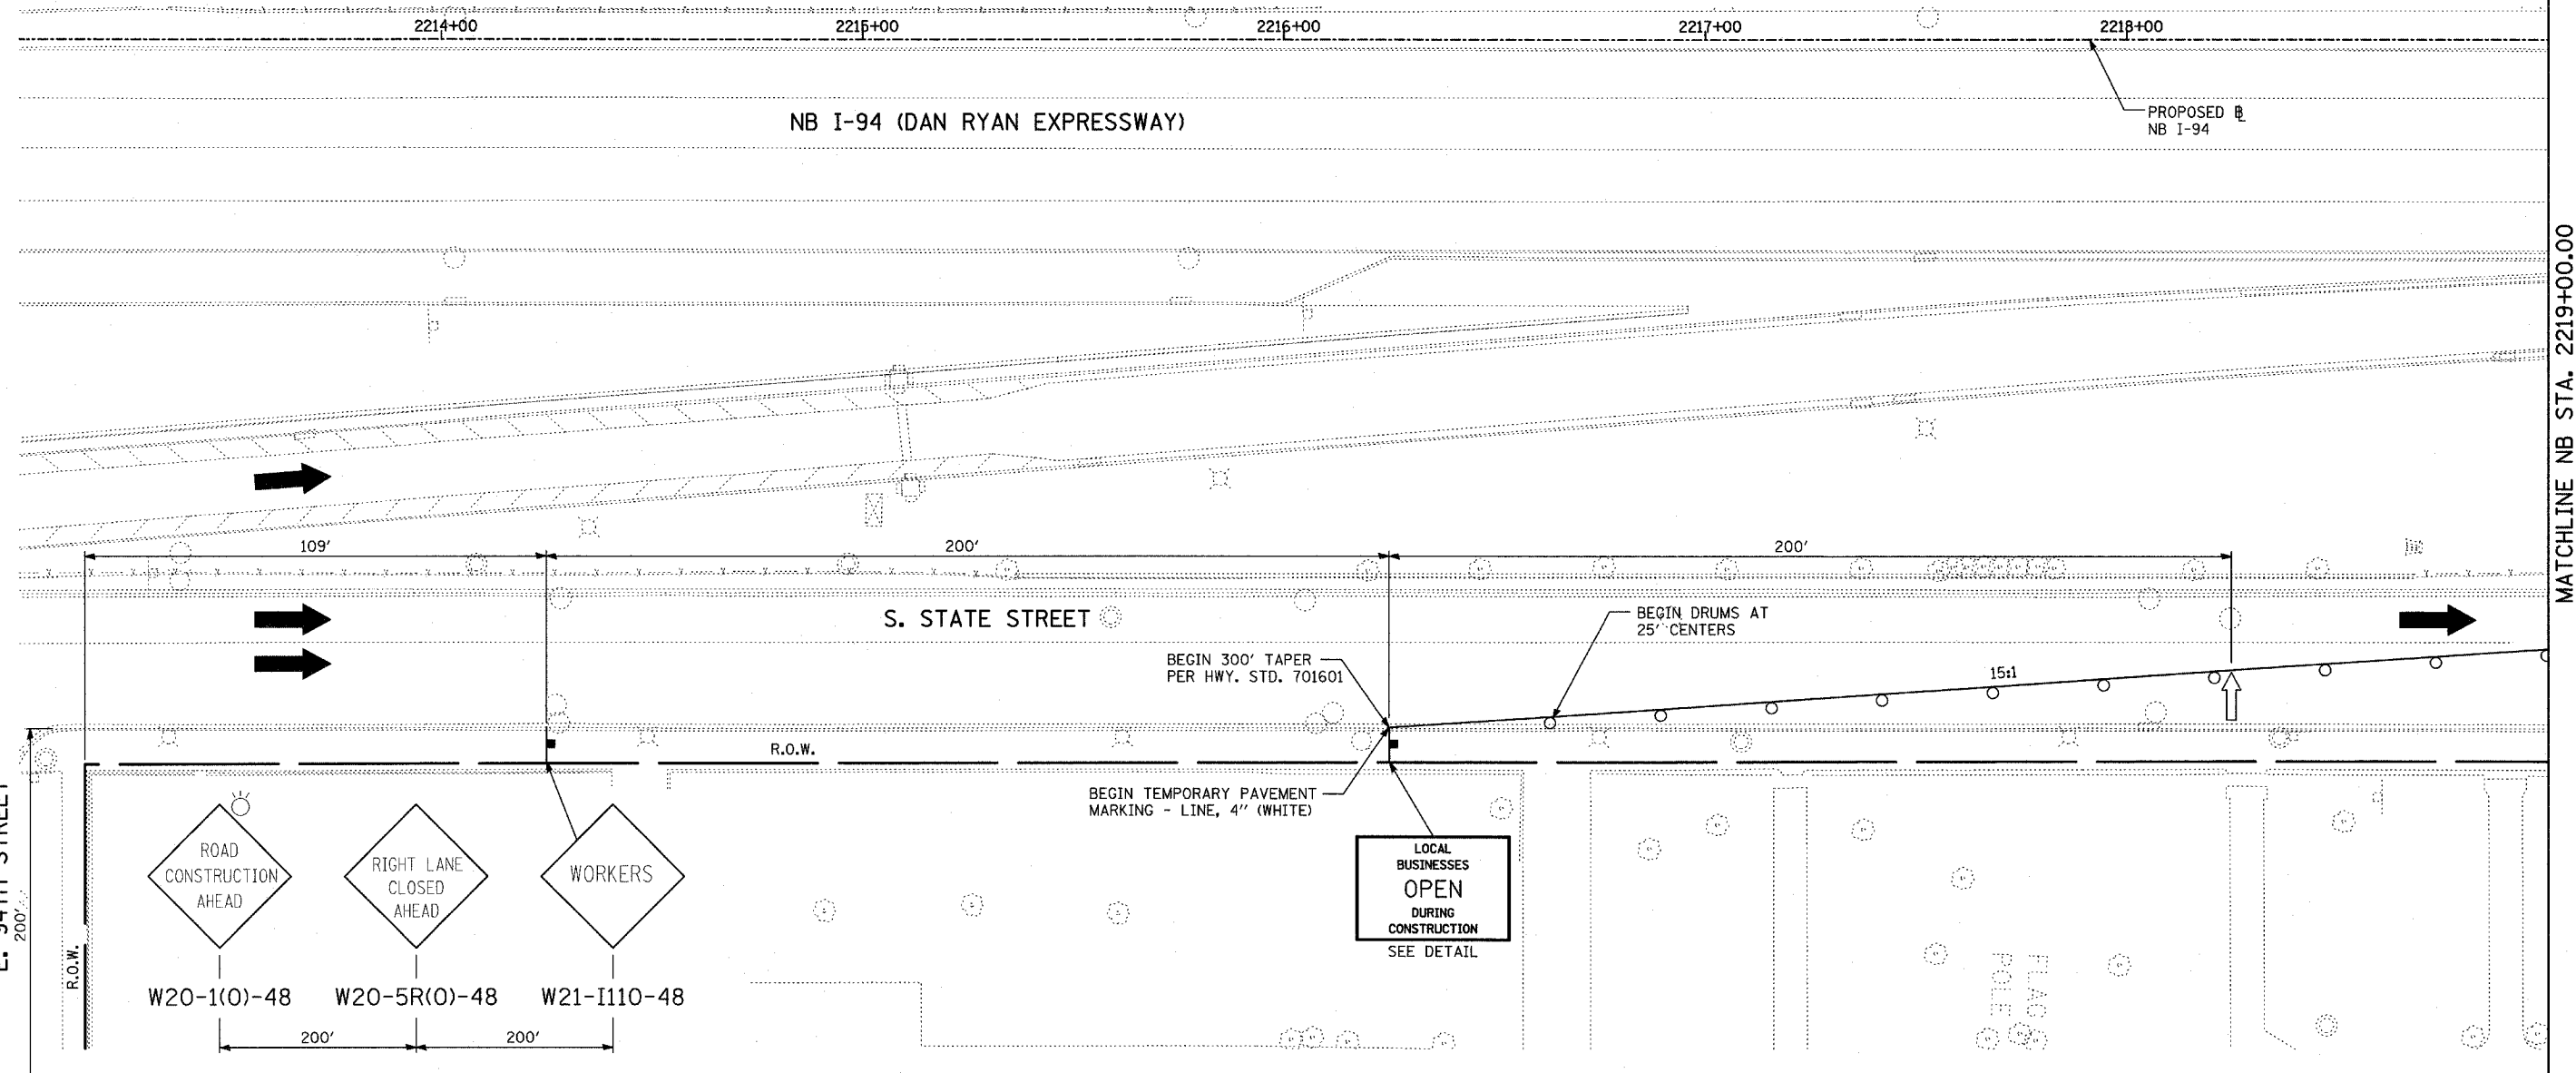 2214+00
2215+00
2216+00
2217+00
2218+00
NB I-94 (DAN RYAN EXPRESSWAY)
PROPOSED ℄
NB I-94
MATCHLINE NB STA. 2219+00.00
109'
200'
200'
S. STATE STREET
BEGIN DRUMS AT
25' CENTERS
BEGIN 300' TAPER
PER HWY. STD. 701601
15:1
R.O.W.
BEGIN TEMPORARY PAVEMENT
MARKING - LINE, 4" (WHITE)
E. 94TH STREET
200'
R.O.W.
ROAD
CONSTRUCTION
AHEAD
RIGHT LANE
CLOSED
AHEAD
WORKERS
LOCAL
BUSINESSES
OPEN
DURING
CONSTRUCTION
SEE DETAIL
FLAG
POLE
W20-1(O)-48
W20-5R(O)-48
W21-I110-48
200'
200'